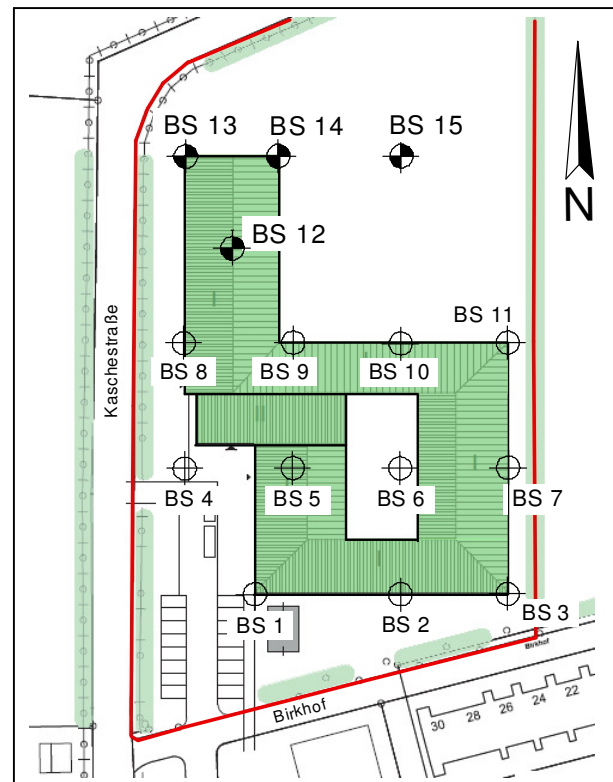 BS 13
BS 14
BS 15
N
BS 12
BS 11
BS 8
BS 9
BS 10
Kaschestraße
BS 4
BS 5
BS 6
BS 7
BS 1
BS 2
BS 3
Birkhof
Birkhof
30
28
26
24
22